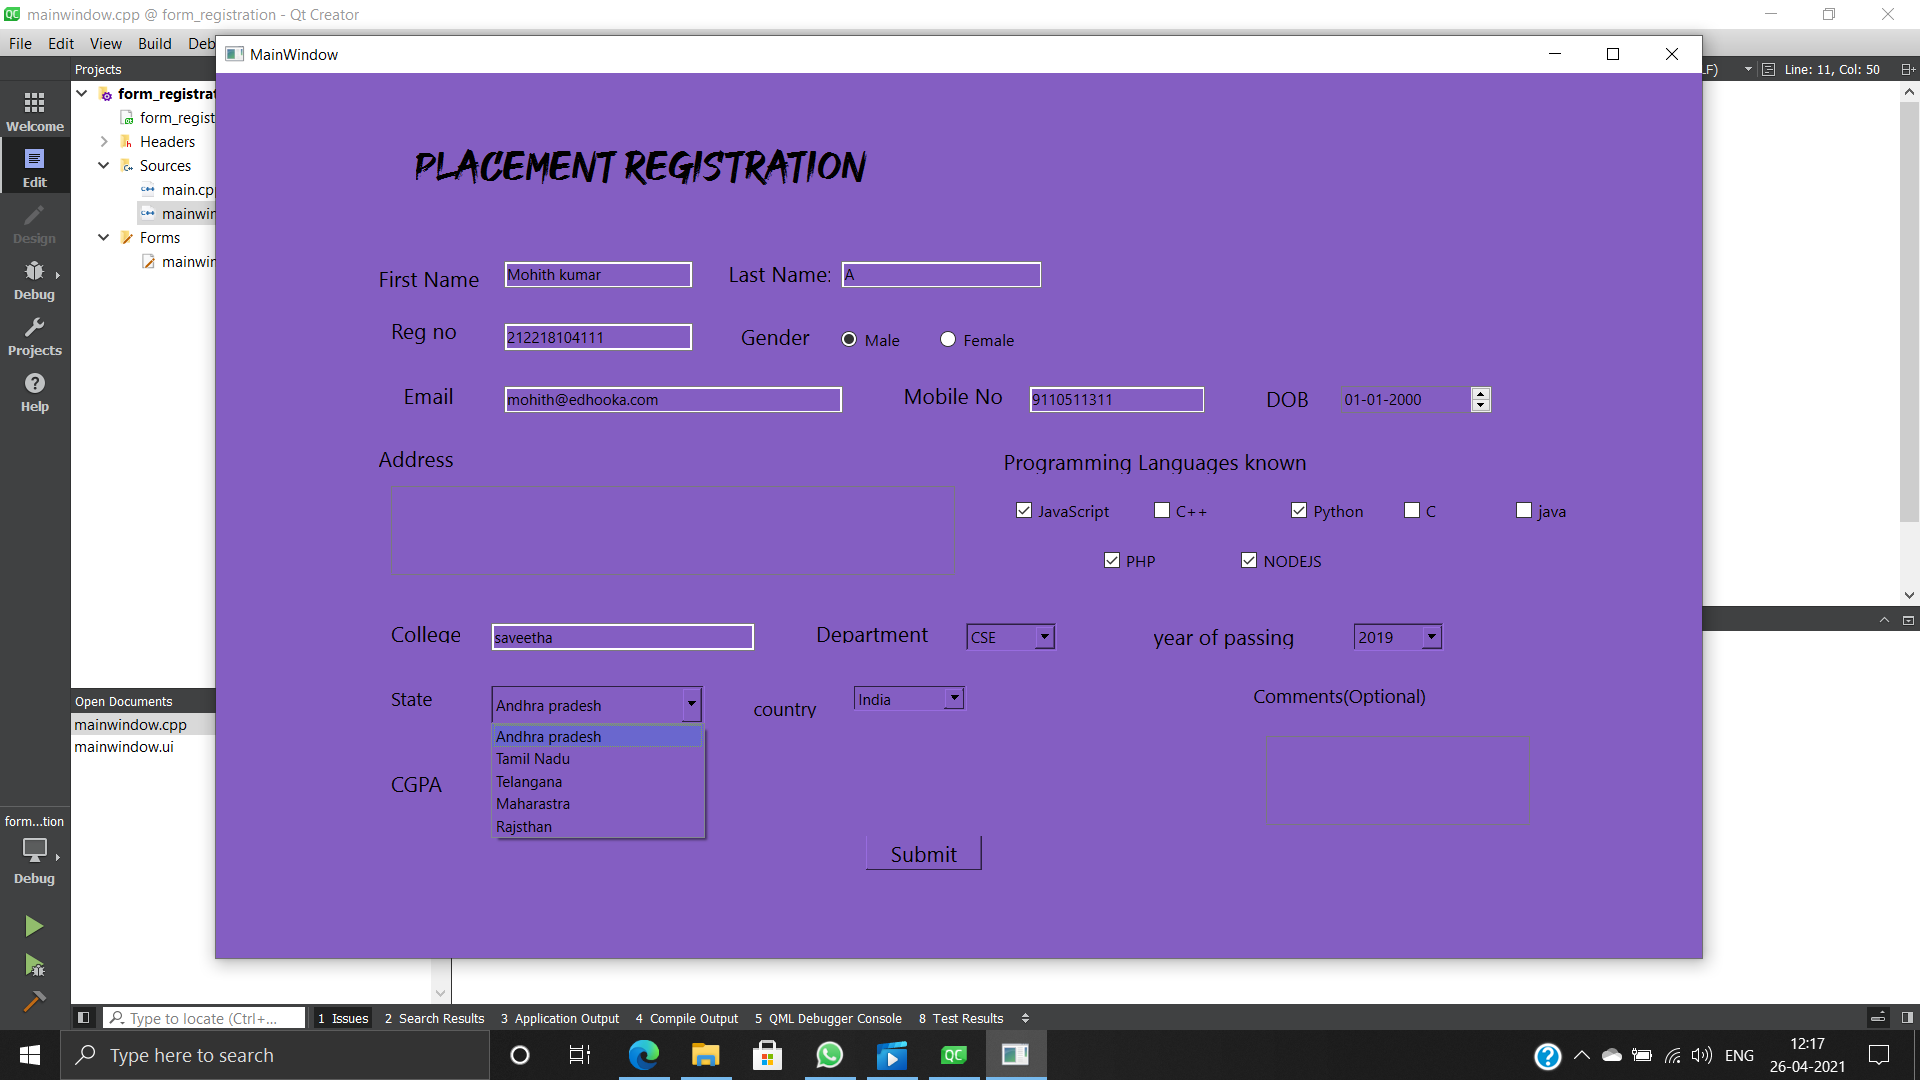 mainwindow.cpp @ form_registration - Qt Creator
File Edit View Build Deb
MainWindow
Projects
LF) Line: 11, Col: 50
form_registrat
form_regist
Headers
Sources
main.cpp
mainwin
Forms
mainwin
Welcome
Edit
Design
Debug
Projects
Help
PLACEMENT REGISTRATION
First Name Mohith kumar Last Name: A
Reg no 212218104111 Gender Male Female
Email mohith@edhooka.com Mobile No 9110511311 DOB 01-01-2000
Address
Programming Languages known
JavaScript C++ Python C java
PHP NODEJS
College saveetha Department CSE year of passing 2019
State Andhra pradesh country India Comments(Optional)
Andhra pradesh
Tamil Nadu
Telangana
Maharastra
Rajsthan
CGPA
Submit
Open Documents
mainwindow.cpp
mainwindow.ui
form...tion
Debug
Type to locate (Ctrl+... 1 Issues 2 Search Results 3 Application Output 4 Compile Output 5 QML Debugger Console 8 Test Results
Type here to search
QC
ENG
12:17
26-04-2021